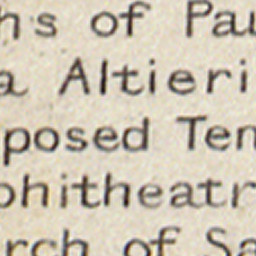 hs of Pau
a Altieri
posed Ten
phitheatr
rch of Sa